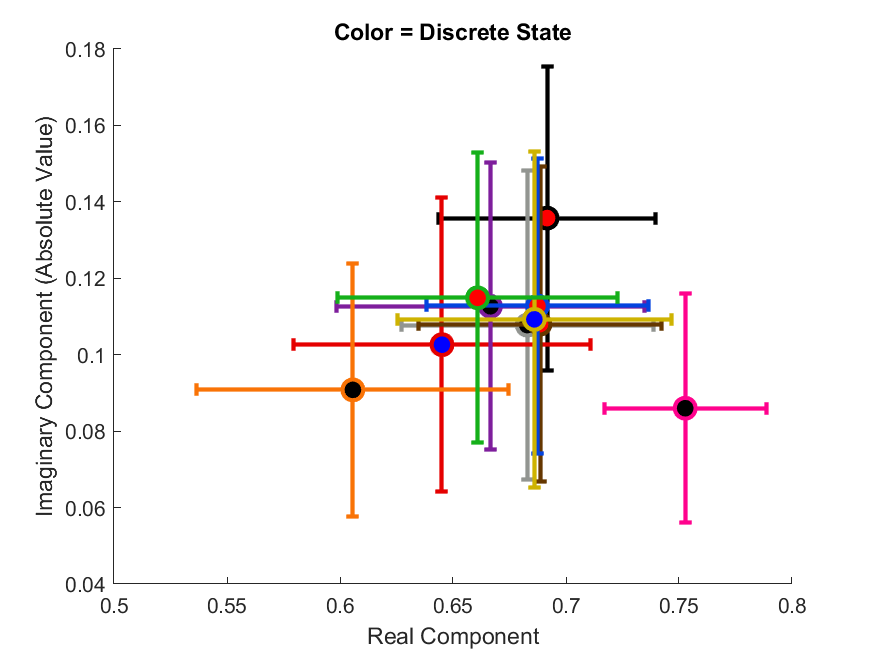 Color = Discrete State
0.18
0.16
0.14
0.12
0.1
0.08
0.06
0.04
Imaginary Component (Absolute Value)
0.5 0.55 0.6 0.65 0.7 0.75 0.8
Real Component